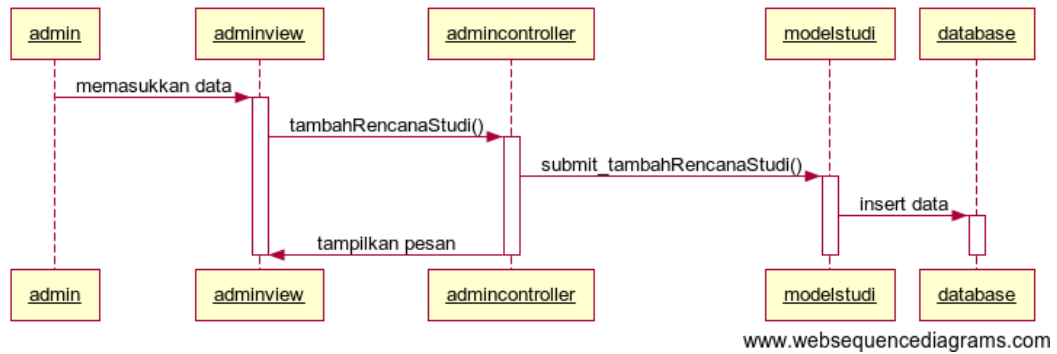 admin
adminview
admincontroller
modelstudi
database
memasukkan data
tambahRencanaStudi()
submit_tambahRencanaStudi()
insert data
tampilkan pesan
admin
adminview
admincontroller
modelstudi
database
www.websequencediagrams.com